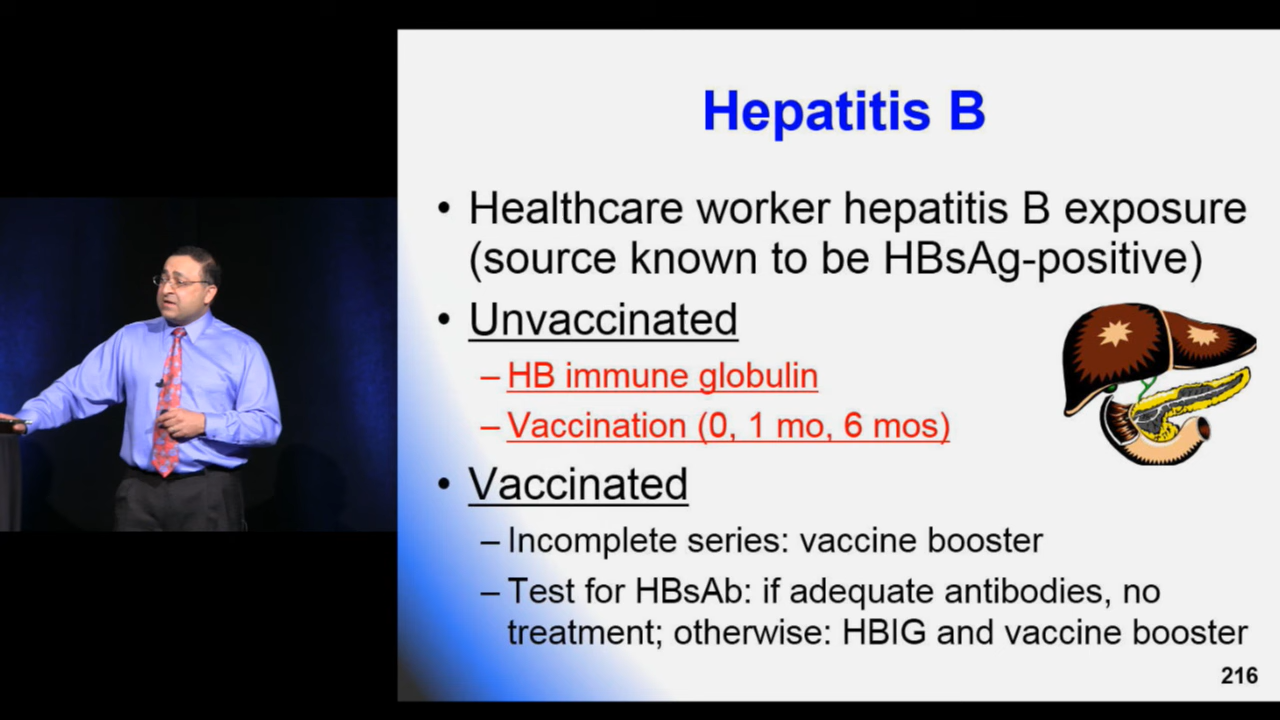 Hepatitis B
• Healthcare worker hepatitis B exposure
(source known to be HBsAg-positive)
• Unvaccinated
– HB immune globulin
– Vaccination (0, 1 mo, 6 mos)
• Vaccinated
– Incomplete series: vaccine booster
– Test for HBsAb: if adequate antibodies, no
treatment; otherwise: HBIG and vaccine booster
216